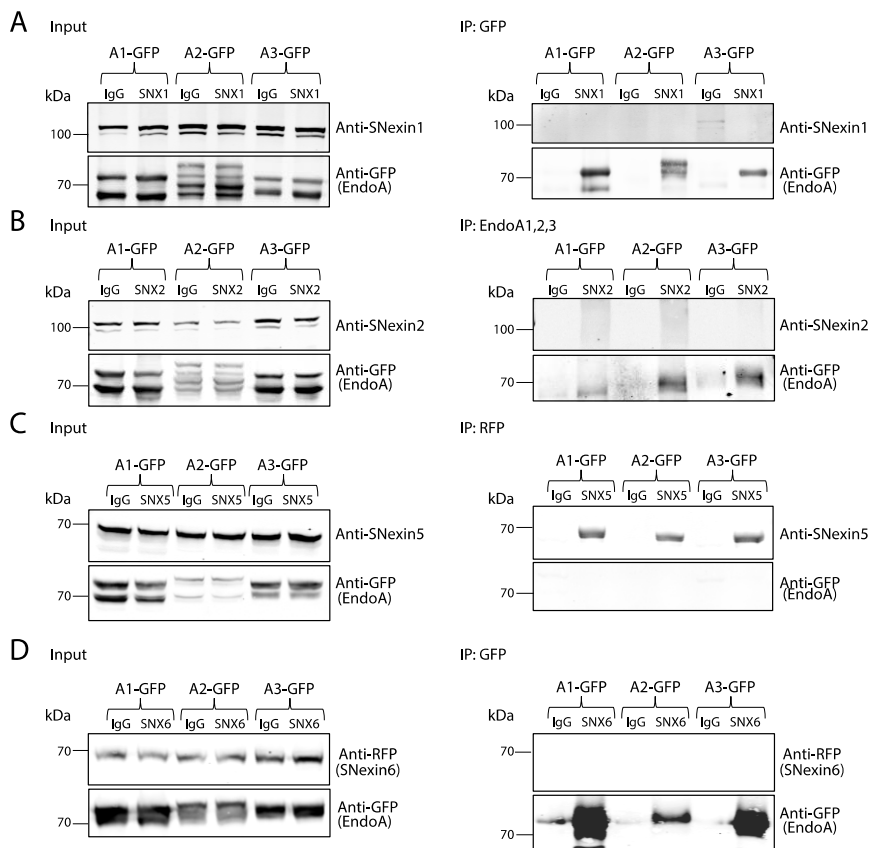 A
Input
A1-GFP A2-GFP A3-GFP
IgG SNX1 IgG SNX1 IgG SNX1
kDa
100
Anti-SNexin1
70
Anti-GFP
(EndoA)
IP: GFP
A1-GFP A2-GFP A3-GFP
IgG SNX1 IgG SNX1 IgG SNX1
kDa
100
Anti-SNexin1
70
Anti-GFP
(EndoA)
B
Input
A1-GFP A2-GFP A3-GFP
IgG SNX2 IgG SNX2 IgG SNX2
kDa
100
Anti-SNexin2
70
Anti-GFP
(EndoA)
IP: EndoA1,2,3
A1-GFP A2-GFP A3-GFP
IgG SNX2 IgG SNX2 IgG SNX2
kDa
100
Anti-SNexin2
70
Anti-GFP
(EndoA)
C
Input
A1-GFP A2-GFP A3-GFP
IgG SNX5 IgG SNX5 IgG SNX5
kDa
70
Anti-SNexin5
70
Anti-GFP
(EndoA)
IP: RFP
A1-GFP A2-GFP A3-GFP
IgG SNX5 IgG SNX5 IgG SNX5
kDa
70
Anti-SNexin5
70
Anti-GFP
(EndoA)
D
Input
A1-GFP A2-GFP A3-GFP
IgG SNX6 IgG SNX6 IgG SNX6
kDa
70
Anti-RFP
(SNexin6)
70
Anti-GFP
(EndoA)
IP: GFP
A1-GFP A2-GFP A3-GFP
IgG SNX6 IgG SNX6 IgG SNX6
kDa
70
Anti-RFP
(SNexin6)
70
Anti-GFP
(EndoA)